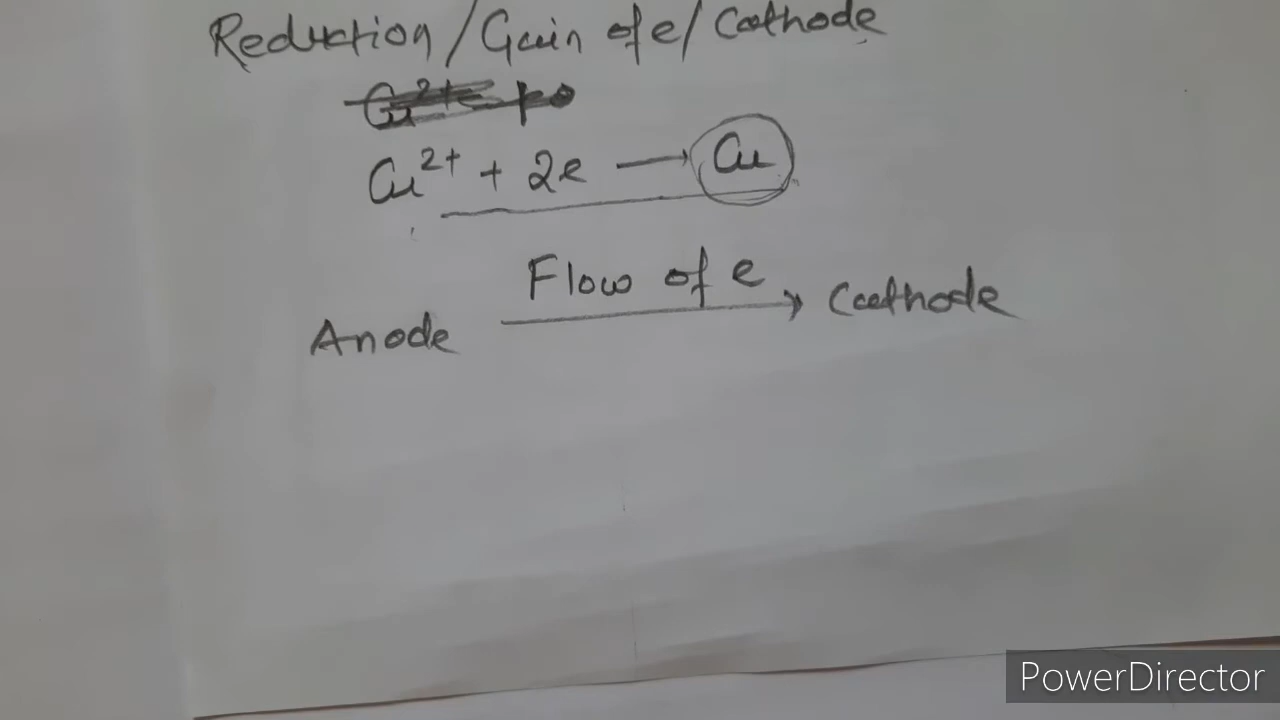 Reduction / Gain of e / Cathode
Cu²⁺ + 2e ⟶ Cu
Flow of e
Anode ⟶ Cathode
PowerDirector